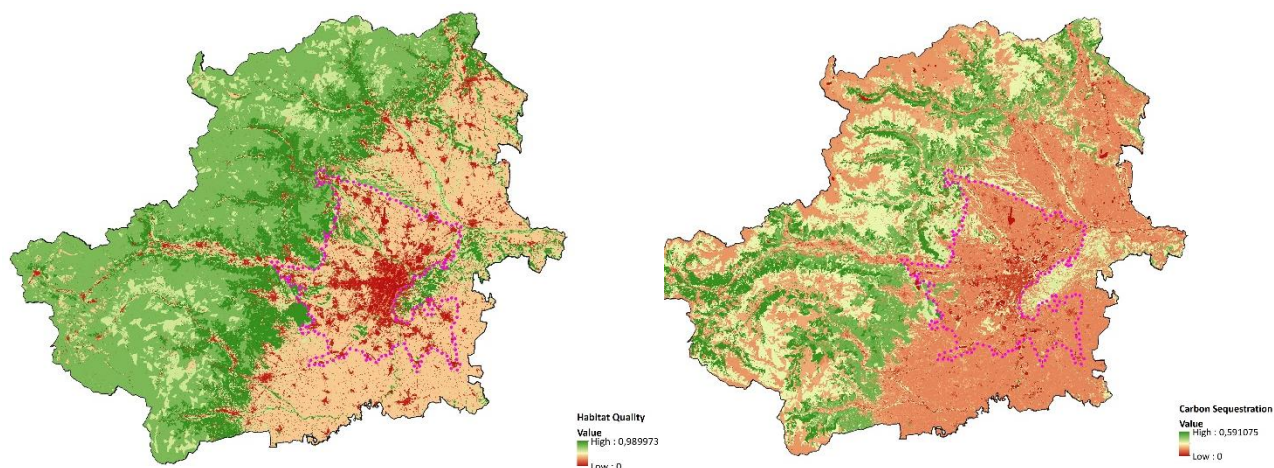 Habitat Quality
Value
High : 0,989973
Low : 0
Carbon Sequestration
Value
High : 0,591075
Low : 0